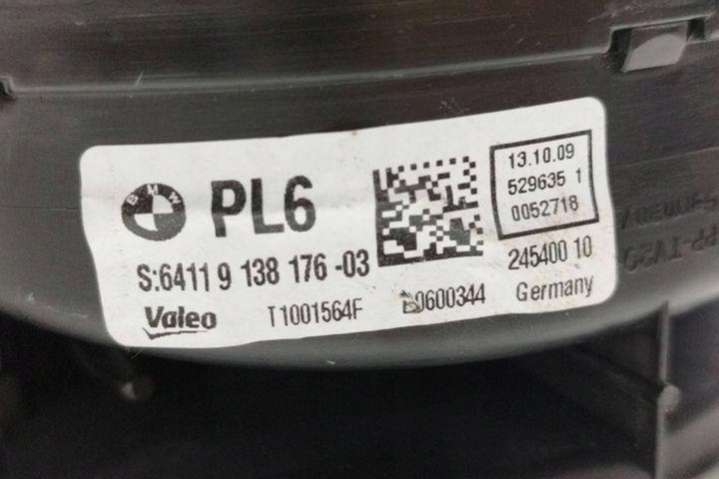 BMW PL6
13.10.09
529635 1
0052718
S:6411 9 138 176 -03
245400 10
Valeo T1001564F 0600344 Germany